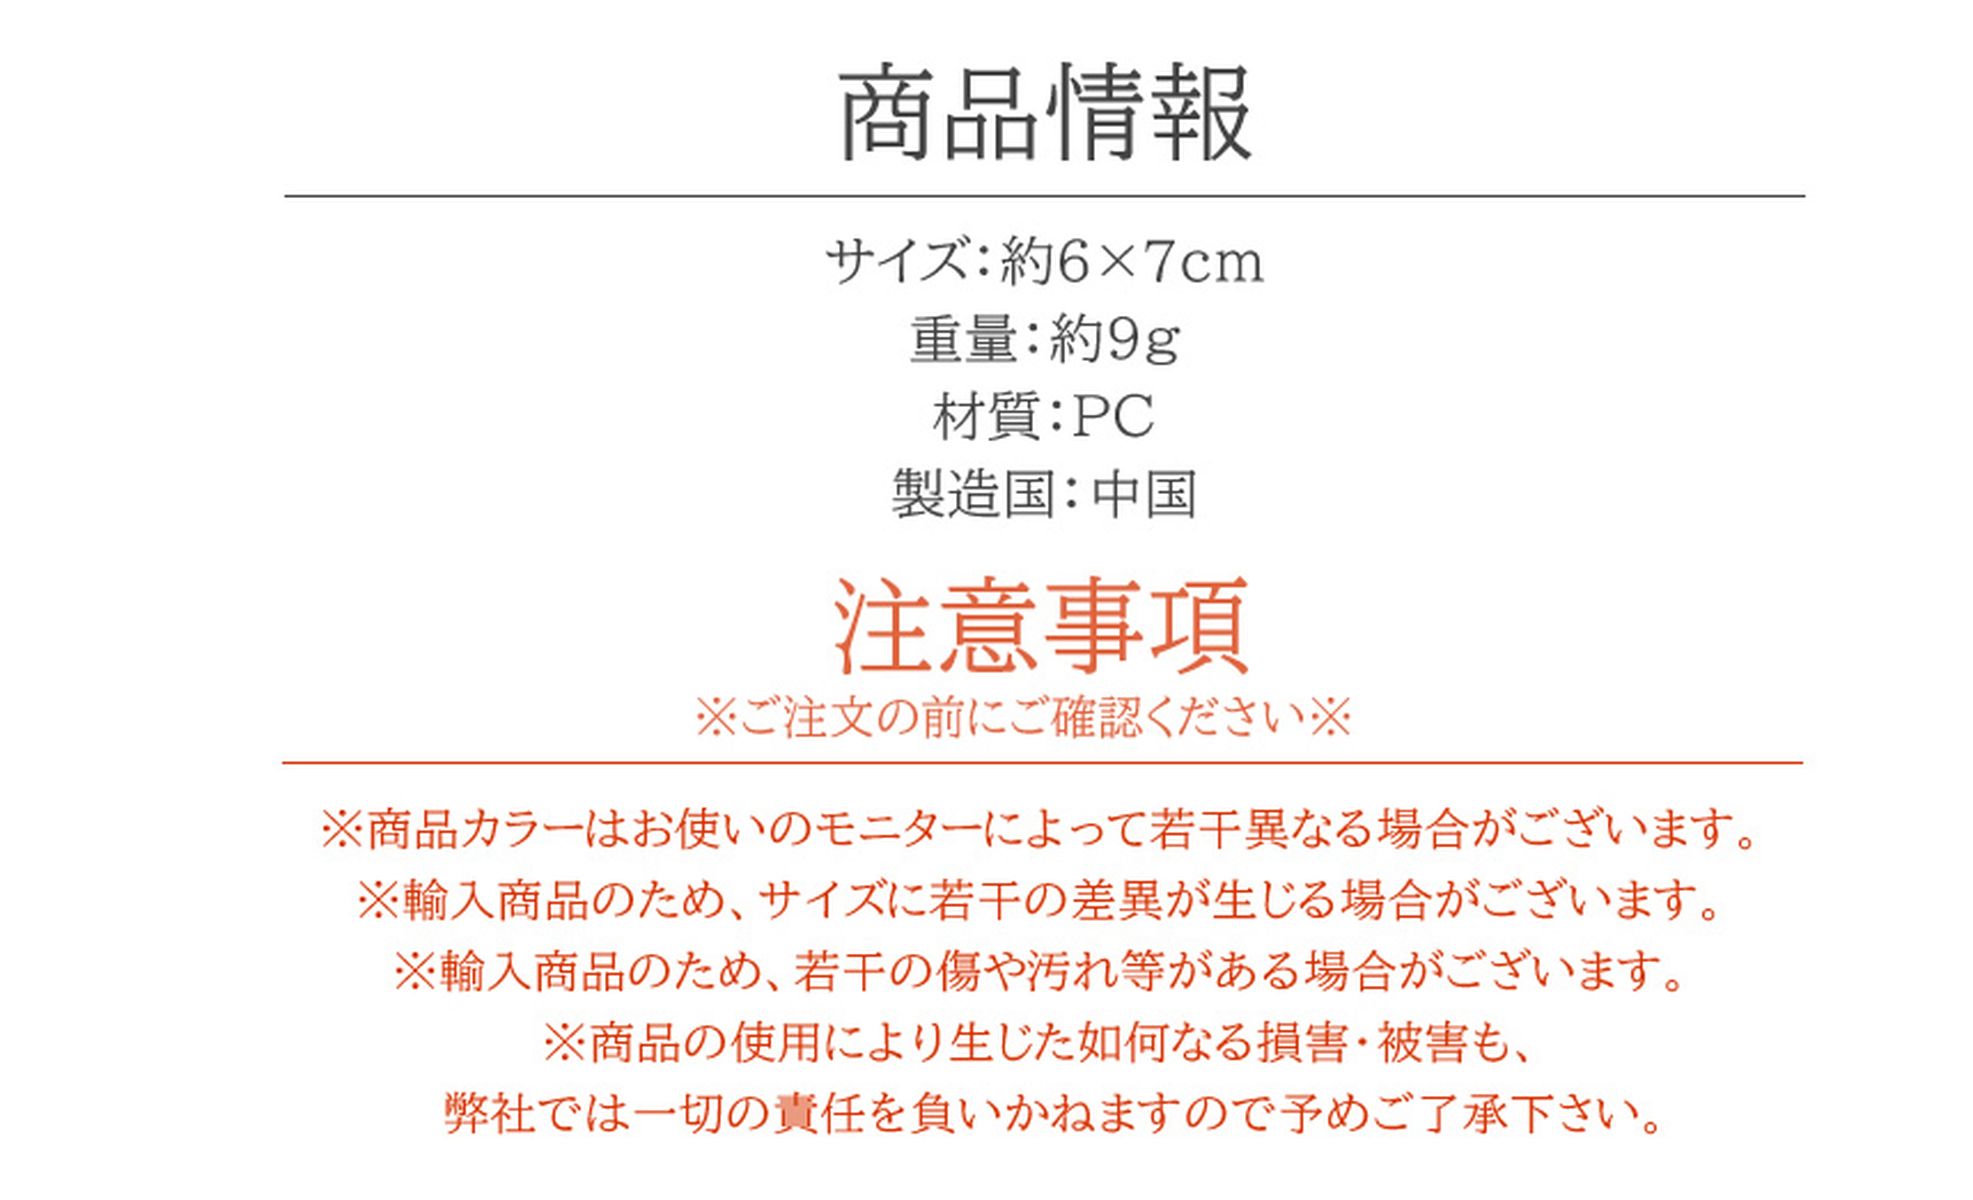 商品情報
サイズ：約6×7cm
重量：約9g
材質：PC
製造国：中国
注意事項
※ご注文の前にご確認ください※
※商品カラーはお使いのモニターによって若干異なる場合がございます。
※輸入商品のため、サイズに若干の差異が生じる場合がございます。
※輸入商品のため、若干の傷や汚れ等がある場合がございます。
※商品の使用により生じた如何なる損害・被害も、
弊社では一切の責任を負いかねますので予めご了承下さい。